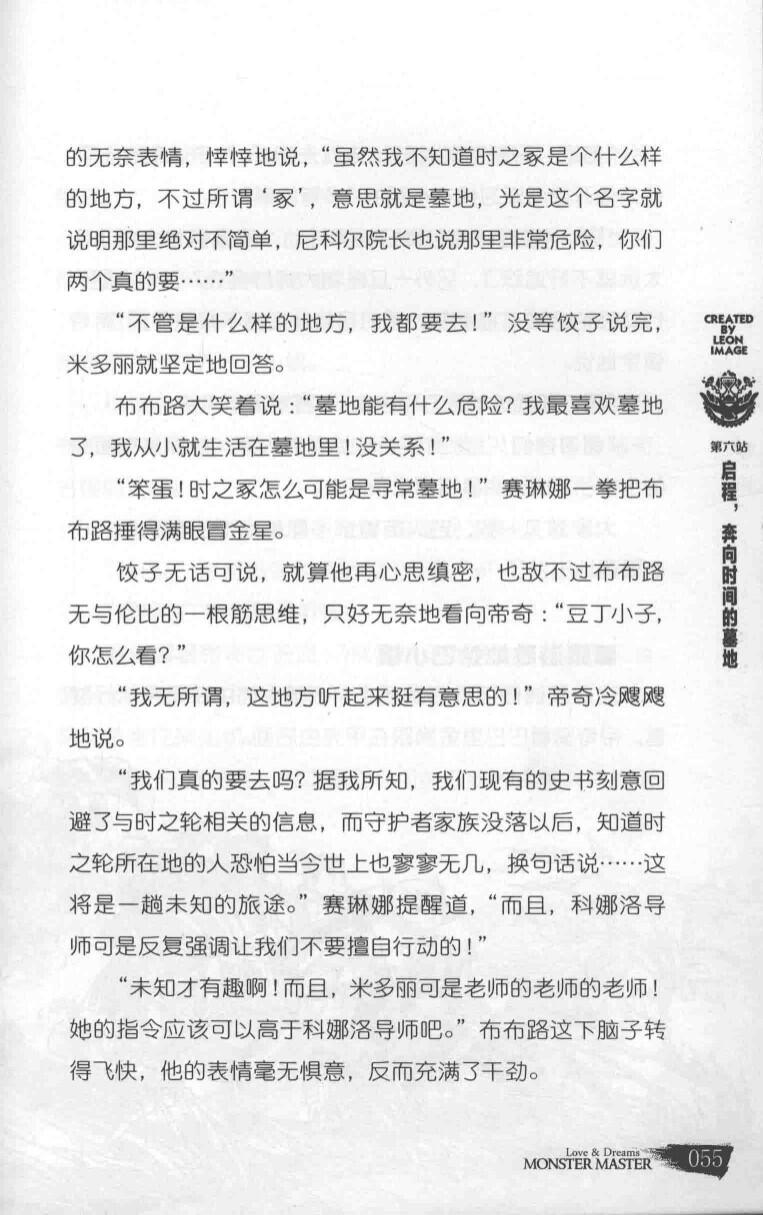 的无奈表情，悻悻地说，“虽然我不知道时之冢是个什么样
的地方，不过所谓‘冢’，意思就是墓地，光是这个名字就
说明那里绝对不简单，尼科尔院长也说那里非常危险，你们
两个真的要……”
“不管是什么样的地方，我都要去！”没等饺子说完，
米多丽就坚定地回答。
布布路大笑着说：“墓地能有什么危险？我最喜欢墓地
了，我从小就生活在墓地里！没关系！”
“笨蛋！时之冢怎么可能是寻常墓地！”赛琳娜一拳把布
布路捶得满眼冒金星。
饺子无话可说，就算他再心思缜密，也敌不过布布路
无与伦比的一根筋思维，只好无奈地看向帝奇：“豆丁小子，
你怎么看？”
“我无所谓，这地方听起来挺有意思的！”帝奇冷飕飕
地说。
“我们真的要去吗？据我所知，我们现有的史书刻意回
避了与时之轮相关的信息，而守护者家族没落以后，知道时
之轮所在地的人恐怕当今世上也寥寥无几，换句话说……这
将是一趟未知的旅途。”赛琳娜提醒道，“而且，科娜洛导
师可是反复强调让我们不要擅自行动的！”
“未知才有趣啊！而且，米多丽可是老师的老师的老师！
她的指令应该可以高于科娜洛导师吧。”布布路这下脑子转
得飞快，他的表情毫无惧意，反而充满了干劲。
CREATED
BY
LEON
IMAGE
第六站
启程，奔向时间的墓地
Love & Dreams
MONSTER MASTER
055